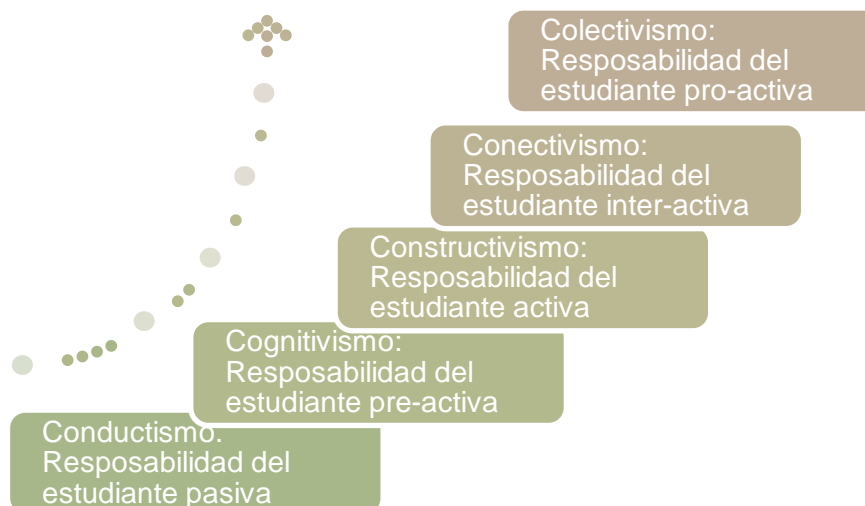 Colectivismo:
Resposabilidad del
estudiante pro-activa
Conectivismo:
Resposabilidad del
estudiante inter-activa
Constructivismo:
Resposabilidad del
estudiante activa
Cognitivismo:
Resposabilidad del
estudiante pre-activa
Conductismo:
Resposabilidad del
estudiante pasiva